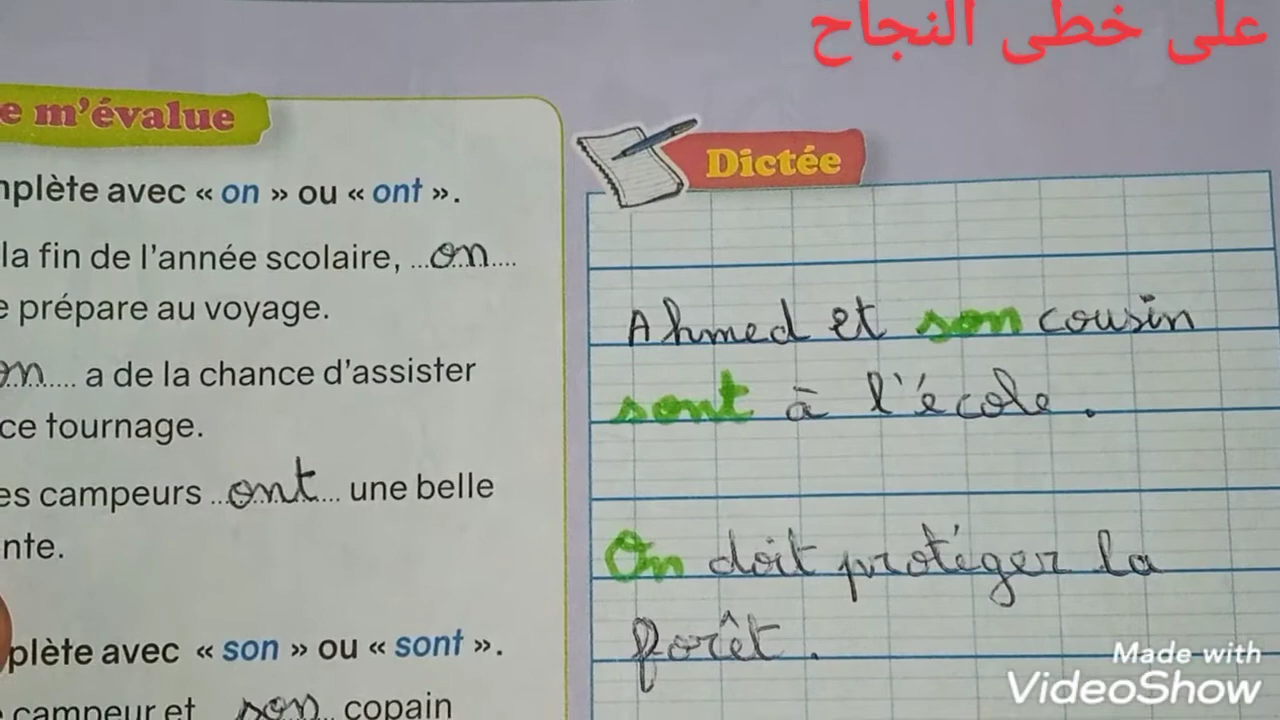 على خطى النجاح
e m'évalue
nplète avec « on » ou « ont ».
la fin de l'année scolaire, ...on....
e prépare au voyage.
on..... a de la chance d'assister
ce tournage.
es campeurs ...ont.... une belle
nte.
plète avec « son » ou « sont ».
campeur et son.. copain
Dictée
Ahmed et son cousin
sont à l'école.
On doit protéger la
forêt.
Made with
VideoShow